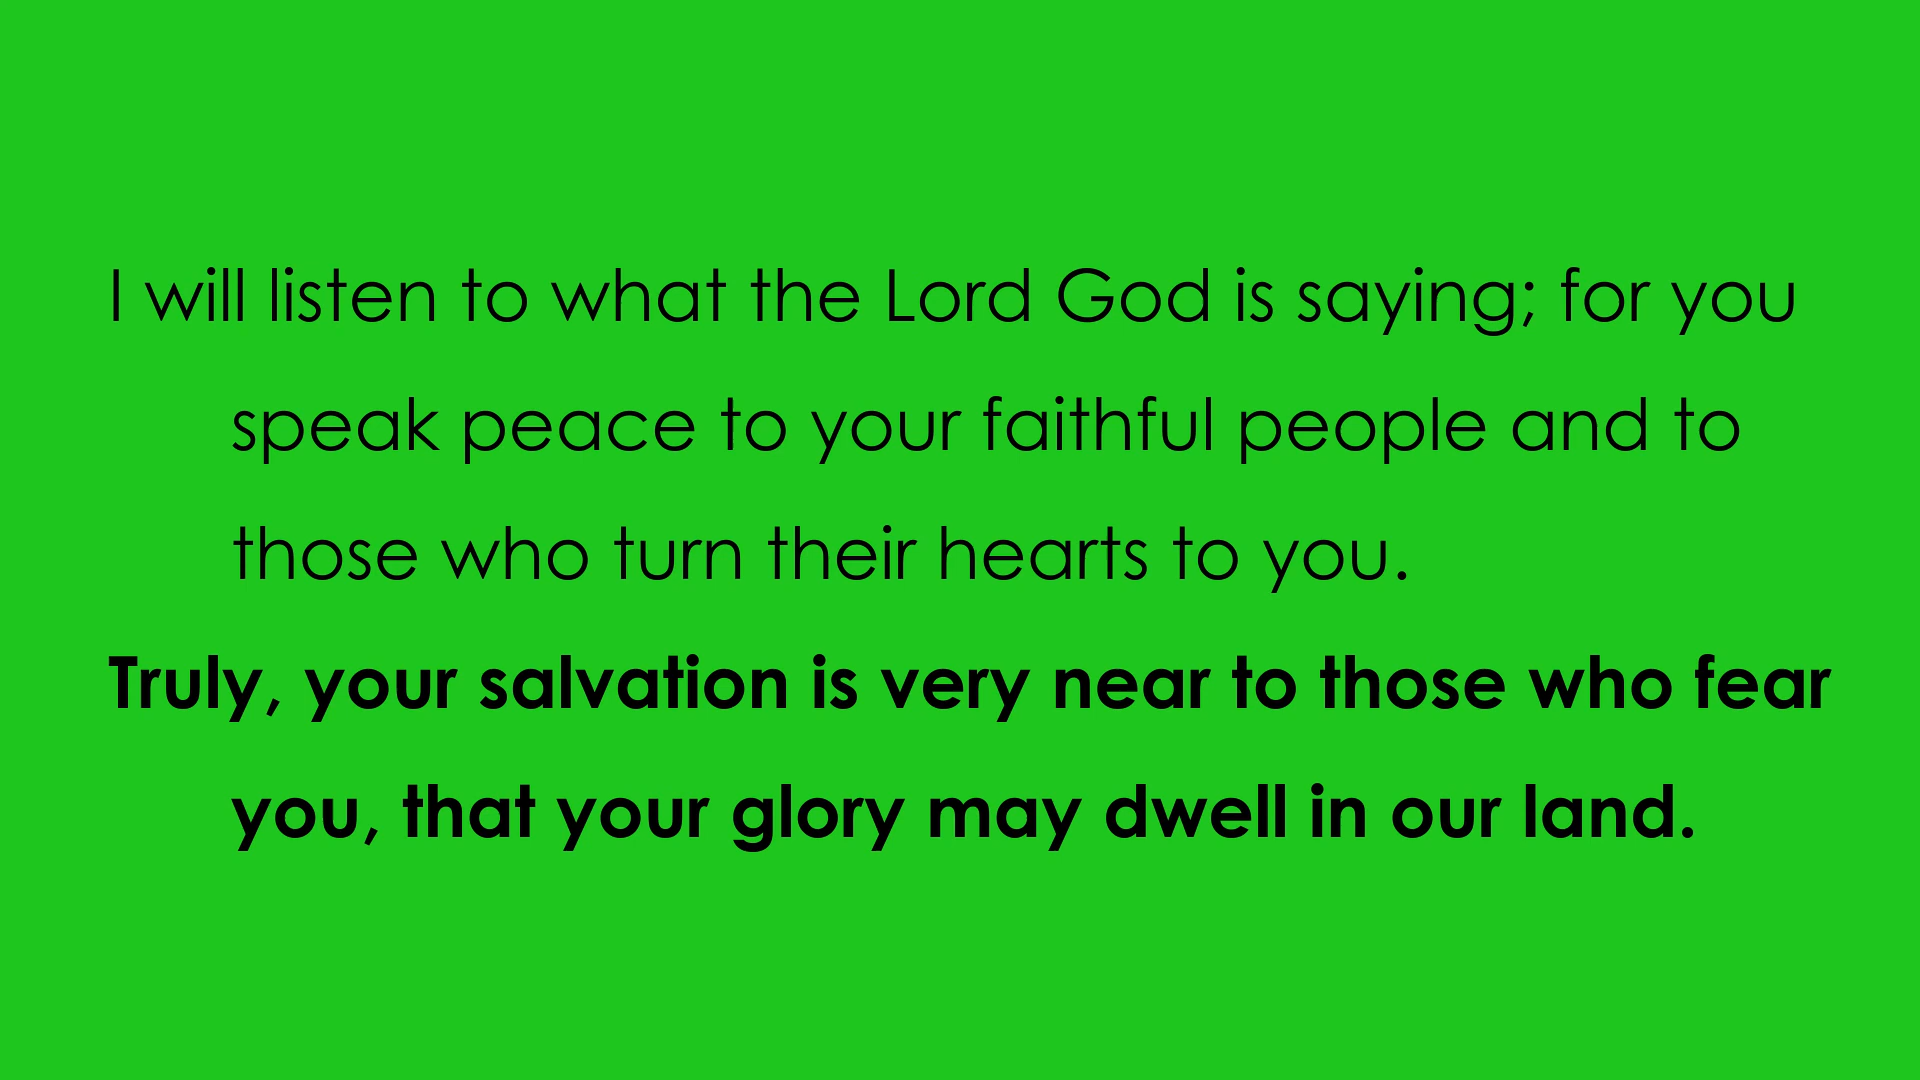 I will listen to what the Lord God is saying; for you
speak peace to your faithful people and to
those who turn their hearts to you.
Truly, your salvation is very near to those who fear
you, that your glory may dwell in our land.